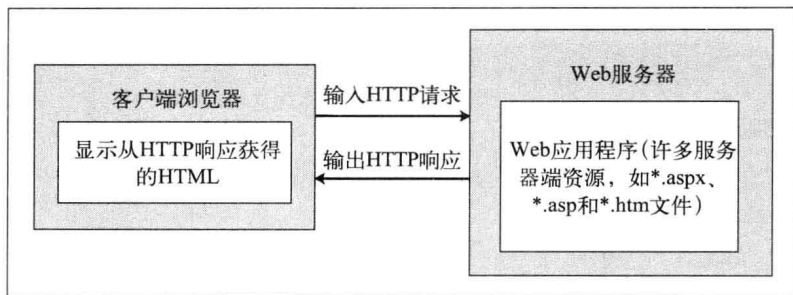 客户端浏览器
显示从HTTP响应获得
的HTML
输入HTTP请求
输出HTTP响应
Web服务器
Web应用程序(许多服务
器端资源，如*.aspx、
*.asp和*.htm文件)